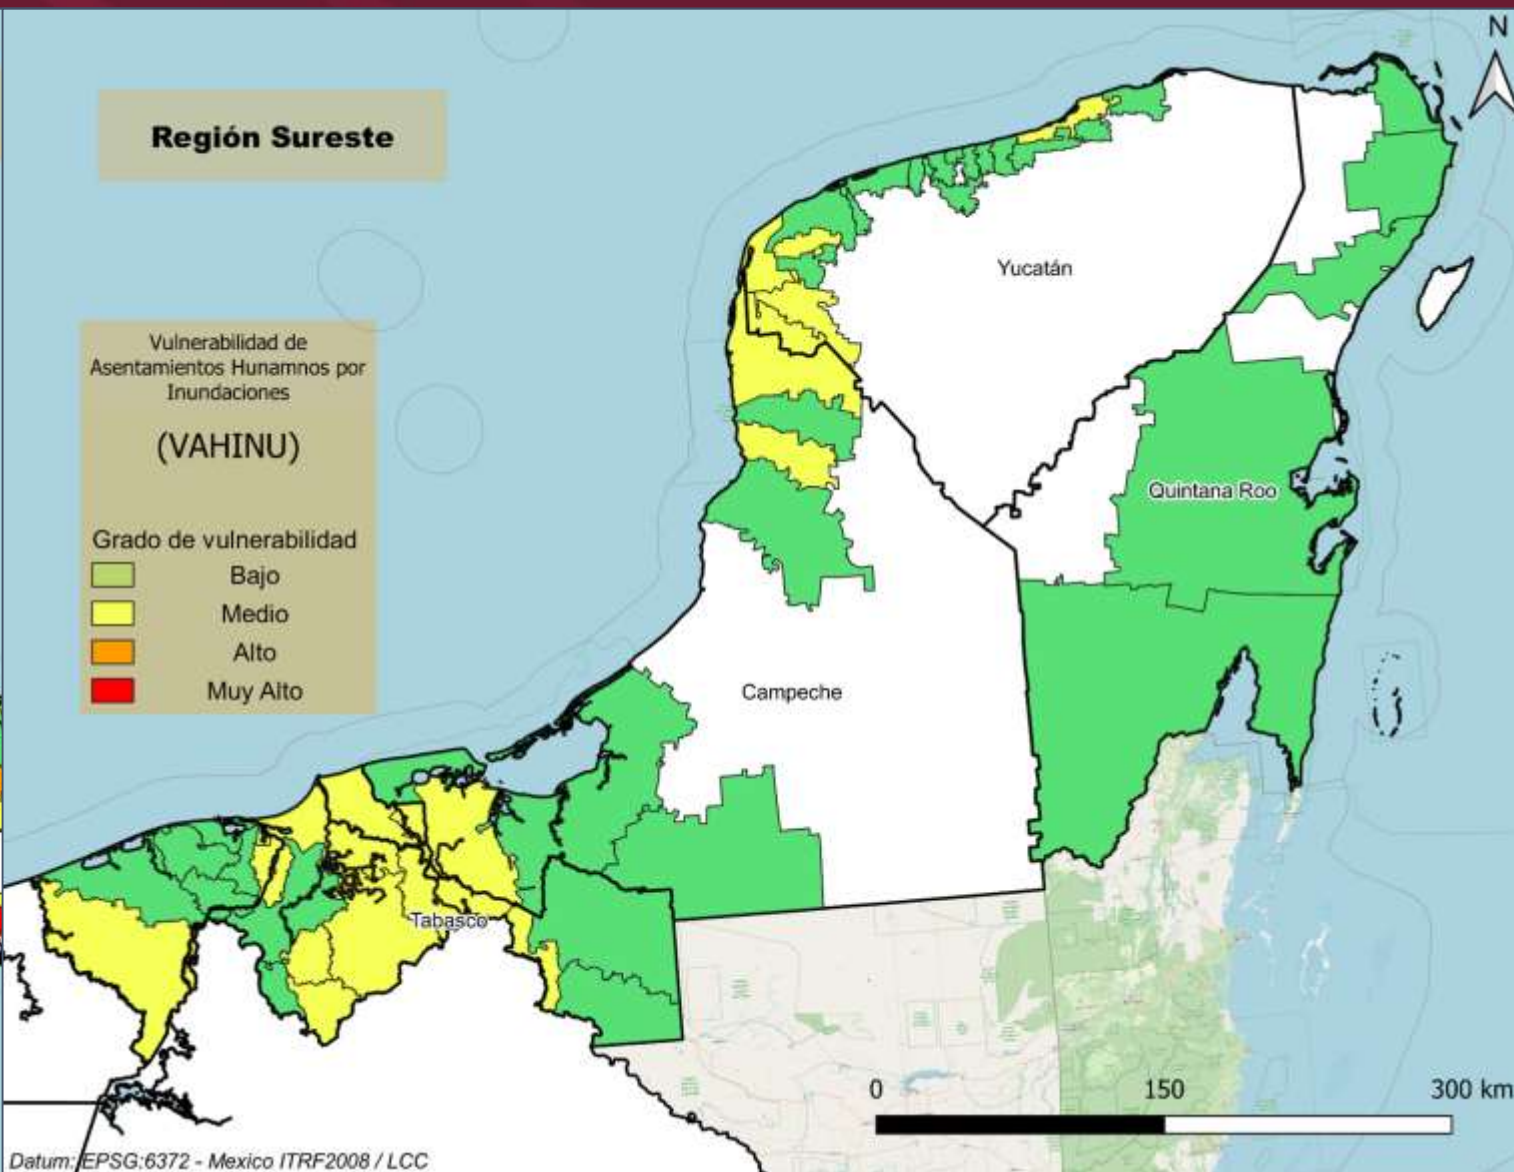 Región Sureste
N
Vulnerabilidad de
Asentamientos Hunamnos por
Inundaciones
(VAHINU)
Grado de vulnerabilidad
Bajo
Medio
Alto
Muy Alto
Yucatán
Quintana Roo
Campeche
Tabasco
0 150 300 km
Datum: EPSG:6372 - Mexico ITRF2008 / LCC